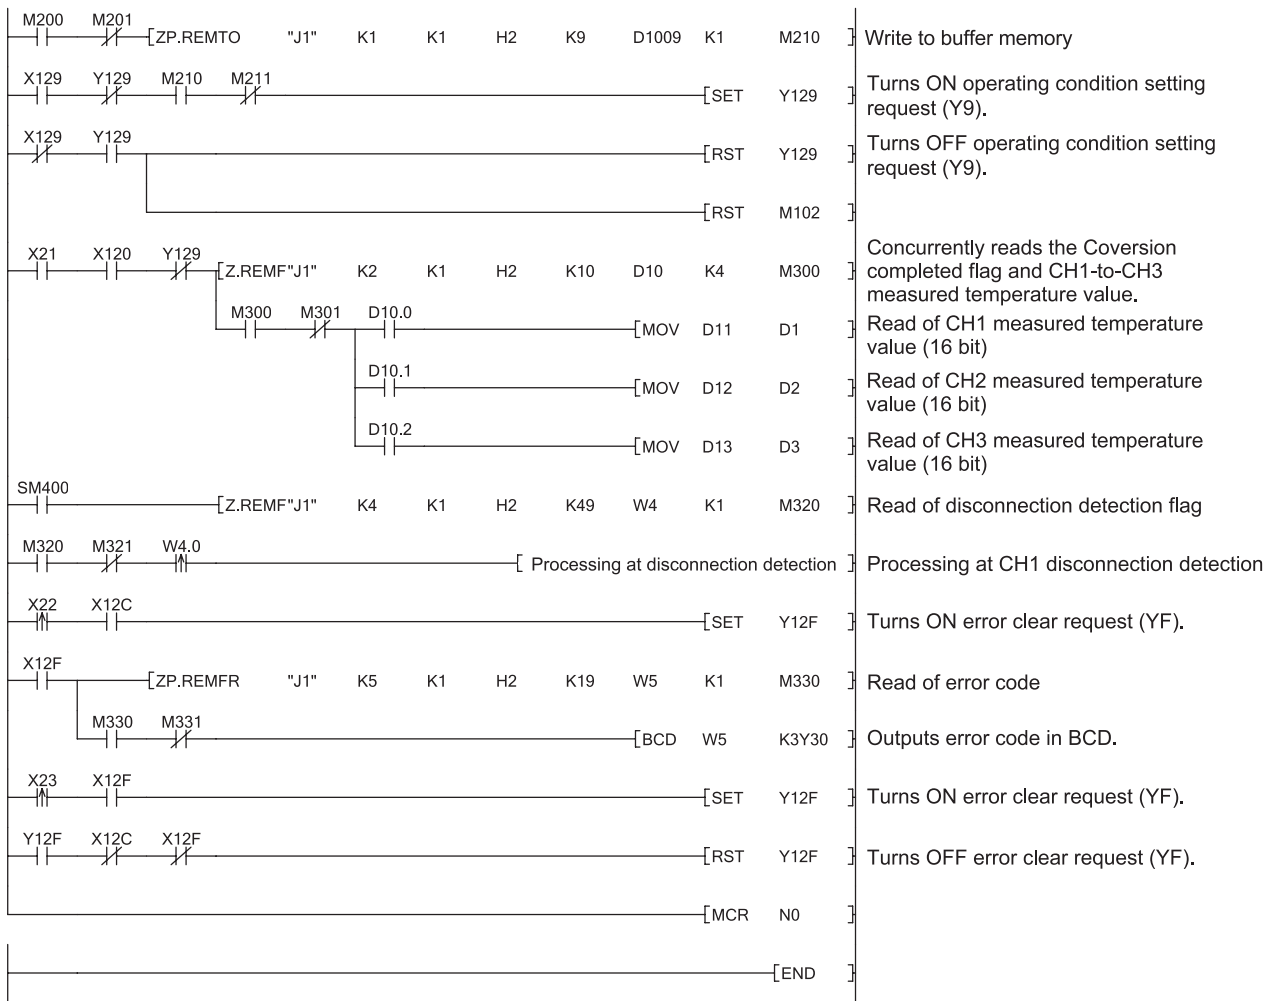 M200 M201
[ZP.REMTO "J1" K1 K1 H2 K9 D1009 K1 M210 ] Write to buffer memory
X129 Y129 M210 M211
[SET Y129 ] Turns ON operating condition setting
request (Y9).
X129 Y129
[RST Y129 ] Turns OFF operating condition setting
request (Y9).
[RST M102 ]
X21 X120 Y129
[Z.REMF"J1" K2 K1 H2 K10 D10 K4 M300 ] Concurrently reads the Coversion
completed flag and CH1-to-CH3
measured temperature value.
M300 M301 D10.0
[MOV D11 D1 ] Read of CH1 measured temperature
value (16 bit)
D10.1
[MOV D12 D2 ] Read of CH2 measured temperature
value (16 bit)
D10.2
[MOV D13 D3 ] Read of CH3 measured temperature
value (16 bit)
SM400
[Z.REMF"J1" K4 K1 H2 K49 W4 K1 M320 ] Read of disconnection detection flag
M320 M321 W4.0
[ Processing at disconnection detection ] Processing at CH1 disconnection detection
X22 X12C
[SET Y12F ] Turns ON error clear request (YF).
X12F
[ZP.REMFR "J1" K5 K1 H2 K19 W5 K1 M330 ] Read of error code
M330 M331
[BCD W5 K3Y30 ] Outputs error code in BCD.
X23 X12F
[SET Y12F ] Turns ON error clear request (YF).
Y12F X12C X12F
[RST Y12F ] Turns OFF error clear request (YF).
[MCR N0 ]
[END ]